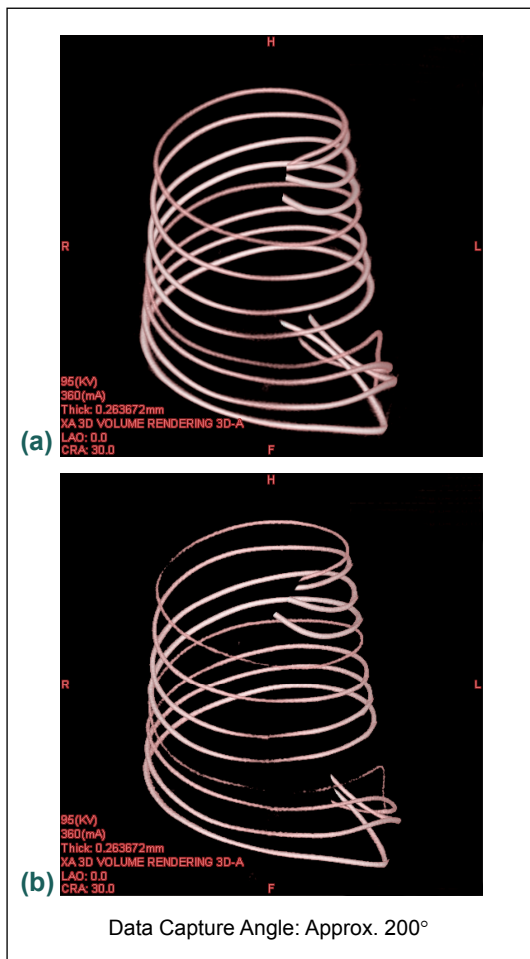 H
R
L
95(KV)
360(mA)
Thick: 0.263672mm
XA 3D VOLUME RENDERING 3D-A
LAO: 0.0
(a)
CRA: 30.0
F
H
R
L
95(KV)
360(mA)
Thick: 0.263672mm
XA 3D VOLUME RENDERING 3D-A
LAO: 0.0
(b)
CRA: 30.0
F
Data Capture Angle: Approx. 200°